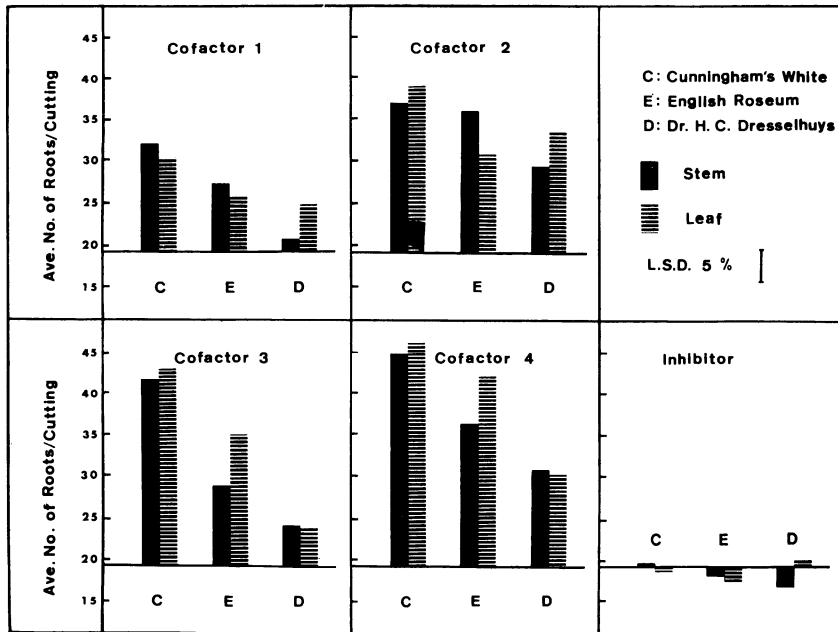 Ave. No. of Roots/Cutting
45
40
35
30
25
20
15
Cofactor 1
C E D
Cofactor 2
C E D
C: Cunningham's White
E: English Roseum
D: Dr. H. C. Dresselhuys
Stem
Leaf
L.S.D. 5 %
Ave. No. of Roots/Cutting
45
40
35
30
25
20
15
Cofactor 3
C E D
Cofactor 4
C E D
Inhibitor
C E D